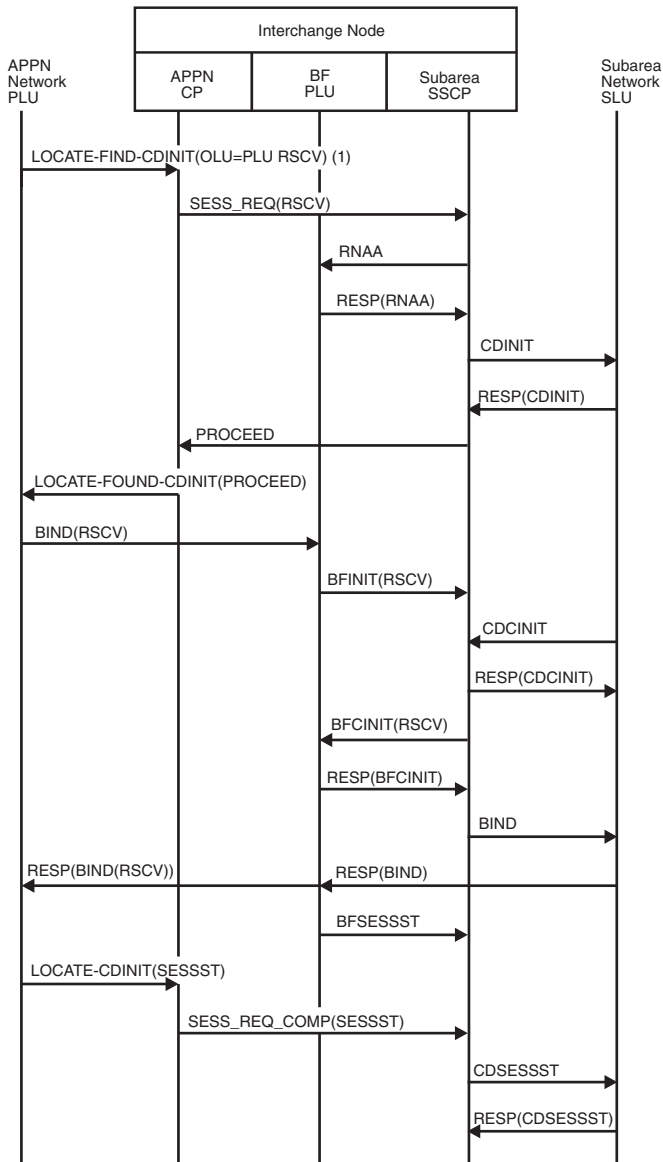 Interchange Node
APPN
Network
PLU
APPN
CP
BF
PLU
Subarea
SSCP
Subarea
Network
SLU
LOCATE-FIND-CDINIT(OLU=PLU RSCV) (1)
SESS_REQ(RSCV)
RNAA
RESP(RNAA)
CDINIT
RESP(CDINIT)
PROCEED
LOCATE-FOUND-CDINIT(PROCEED)
BIND(RSCV)
BFINIT(RSCV)
CDCINIT
RESP(CDCINIT)
BFCINIT(RSCV)
RESP(BFCINIT)
BIND
RESP(BIND(RSCV))
RESP(BIND)
BFSESSST
LOCATE-CDINIT(SESSST)
SESS_REQ_COMP(SESSST)
CDSESSST
RESP(CDSESSST)